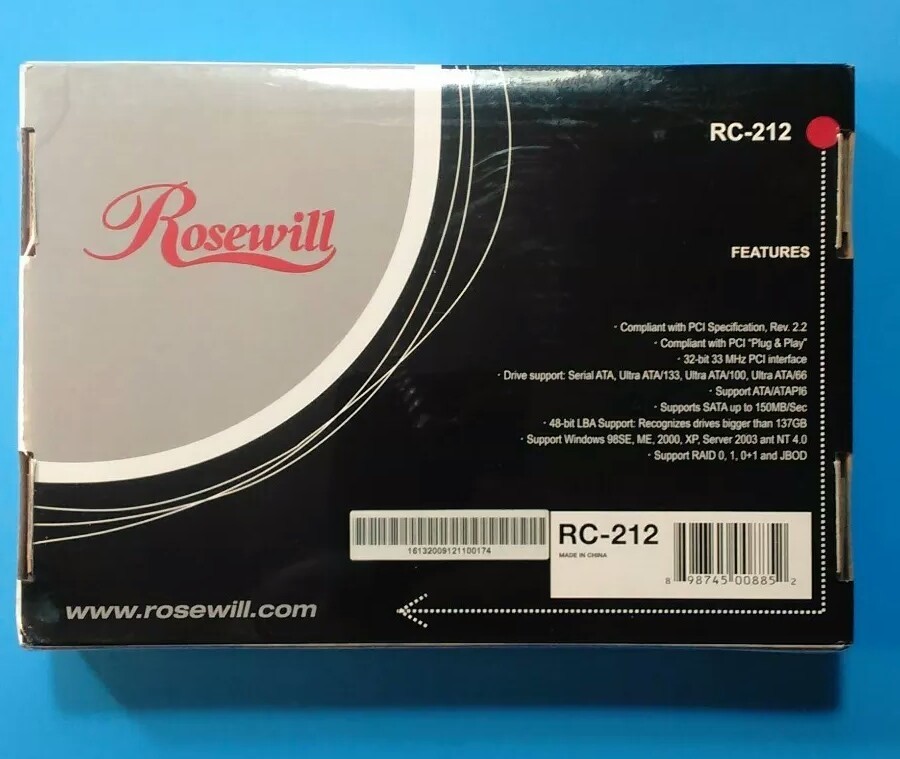 RC-212
Rosewill
FEATURES
· Compliant with PCI Specification, Rev. 2.2
· Compliant with PCI "Plug & Play"
· 32-bit 33 MHz PCI interface
· Drive support: Serial ATA, Ultra ATA/133, Ultra ATA/100, Ultra ATA/66
· Support ATA/ATAPI6
· Supports SATA up to 150MB/Sec
· 48-bit LBA Support: Recognizes drives bigger than 137GB
· Support Windows 98SE, ME, 2000, XP, Server 2003 ant NT 4.0
· Support RAID 0, 1, 0+1 and JBOD
16132009121100174
RC-212
MADE IN CHINA
8 98745 00885 2
www.rosewill.com